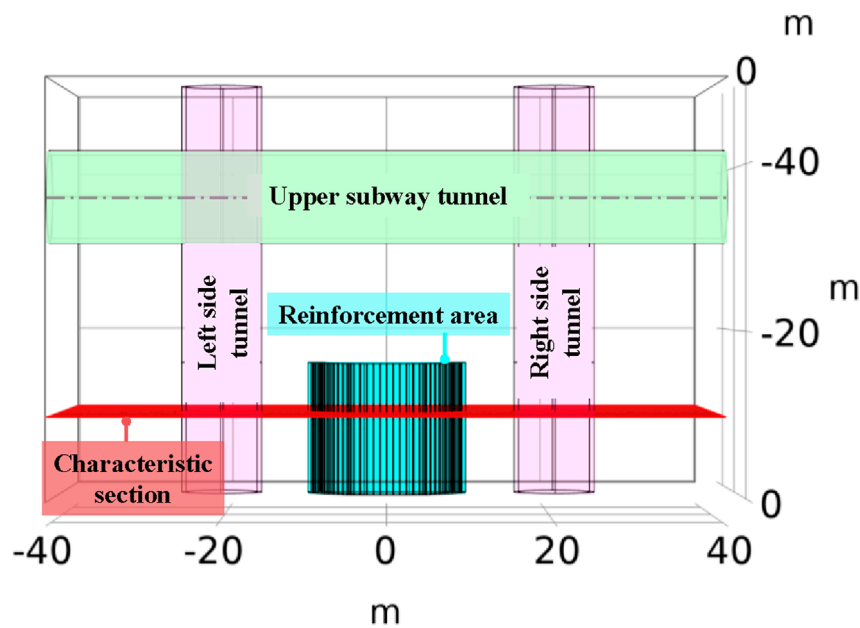 m
0
-40
Upper subway tunnel
m
Left side
tunnel
Right side
tunnel
Reinforcement area
-20
Characteristic
section
0
-40
-20
0
20
40
m